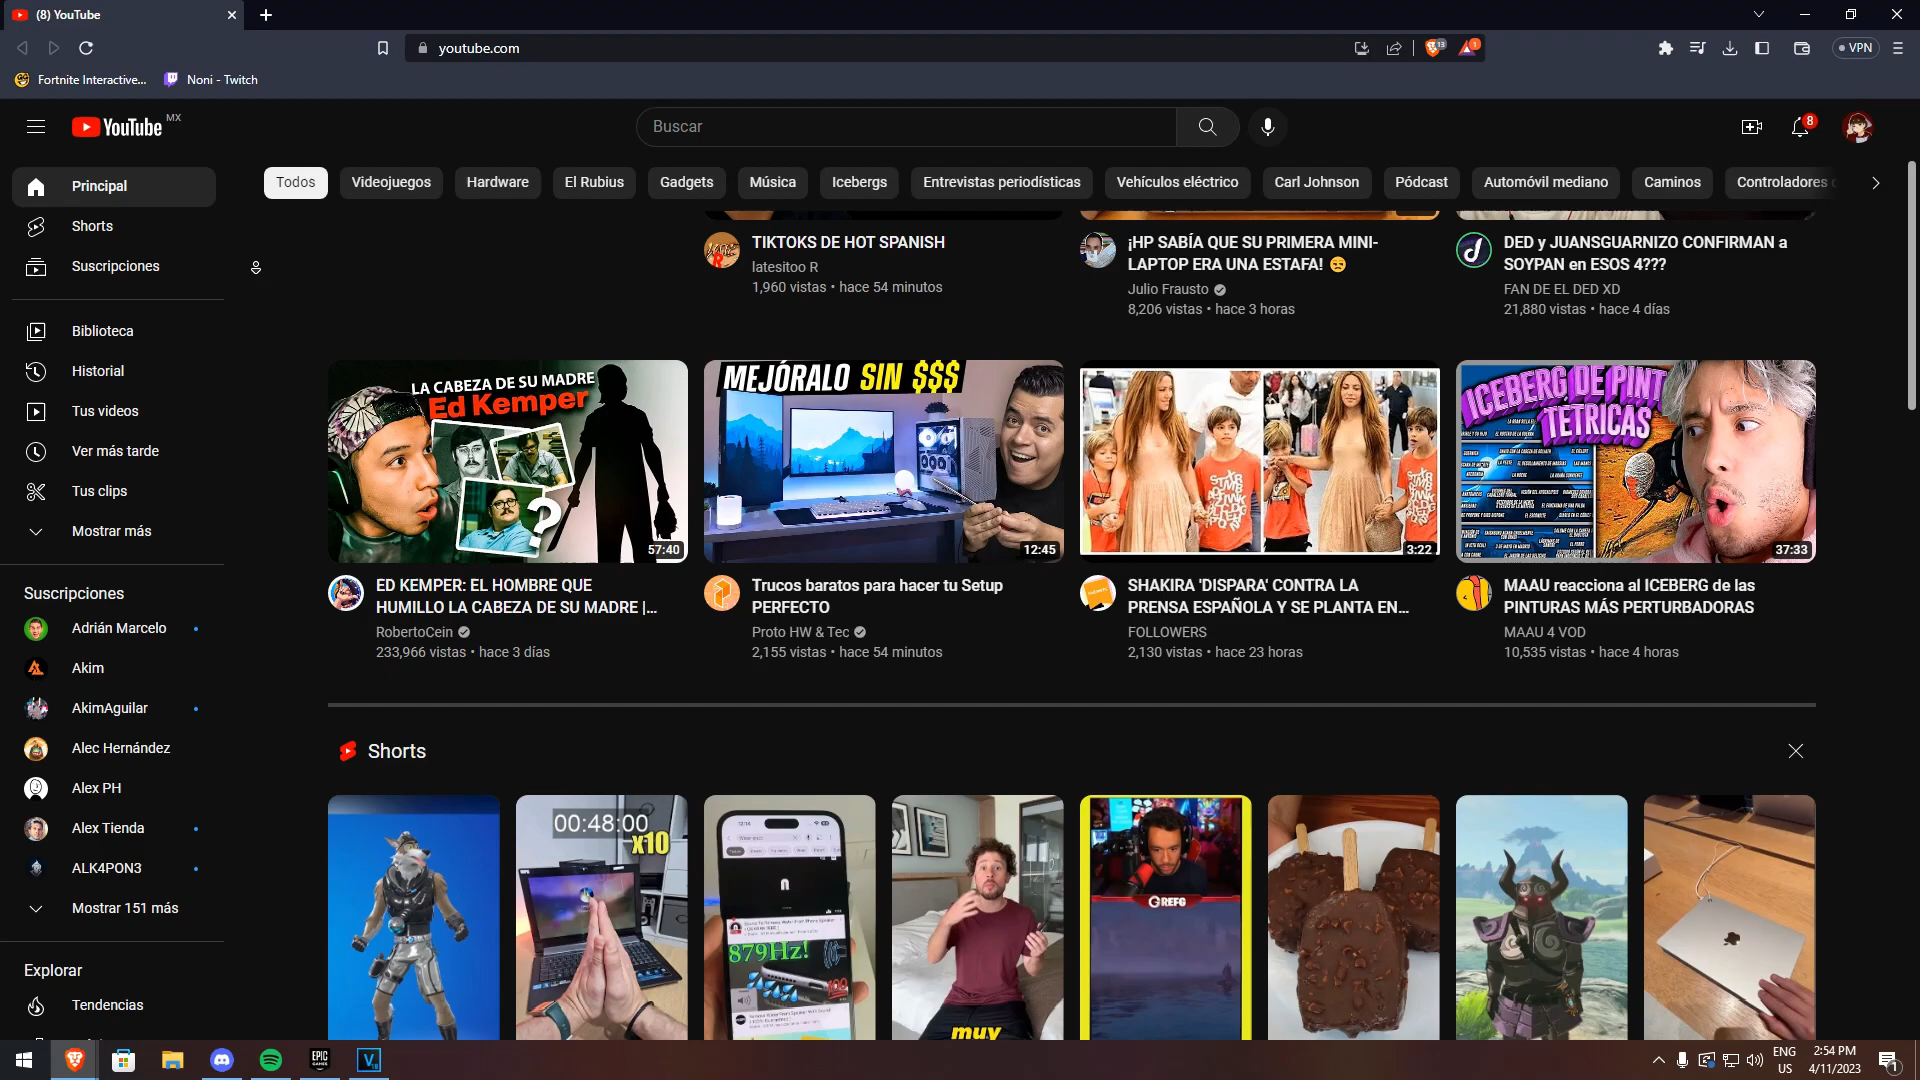 (8) YouTube
youtube.com
13
1
VPN
Fortnite Interactive...
Noni - Twitch
YouTube MX
Buscar
8
Principal
Shorts
Suscripciones
Biblioteca
Historial
Tus videos
Ver más tarde
Tus clips
Mostrar más
Suscripciones
Adrián Marcelo
Akim
AkimAguilar
Alec Hernández
Alex PH
Alex Tienda
ALK4PON3
Mostrar 151 más
Explorar
Tendencias
Todos
Videojuegos
Hardware
El Rubius
Gadgets
Música
Icebergs
Entrevistas periodísticas
Vehículos eléctrico
Carl Johnson
Pódcast
Automóvil mediano
Caminos
Controladores
TIKTOKS DE HOT SPANISH
latesitoo R
1,960 vistas • hace 54 minutos
¡HP SABÍA QUE SU PRIMERA MINI-
LAPTOP ERA UNA ESTAFA! 😒
Julio Frausto
8,206 vistas • hace 3 horas
DED y JUANSGUARNIZO CONFIRMAN a
SOYPAN en ESOS 4???
FAN DE EL DED XD
21,880 vistas • hace 4 días
LA CABEZA DE SU MADRE
Ed Kemper
?
57:40
ED KEMPER: EL HOMBRE QUE
HUMILLO LA CABEZA DE SU MADRE |...
RobertoCein
233,966 vistas • hace 3 días
MEJÓRALO SIN $$$
12:45
Trucos baratos para hacer tu Setup
PERFECTO
Proto HW & Tec
2,155 vistas • hace 54 minutos
3:22
SHAKIRA 'DISPARA' CONTRA LA
PRENSA ESPAÑOLA Y SE PLANTA EN...
FOLLOWERS
2,130 vistas • hace 23 horas
ICEBERG DE PINT
TÉTRICAS
37:33
MAAU reacciona al ICEBERG de las
PINTURAS MÁS PERTURBADORAS
MAAU 4 VOD
10,535 vistas • hace 4 horas
Shorts
00:48:00
x10
879Hz!
100
muy
GREFG
EPIC
GAMES
ENG
US
2:54 PM
4/11/2023
1